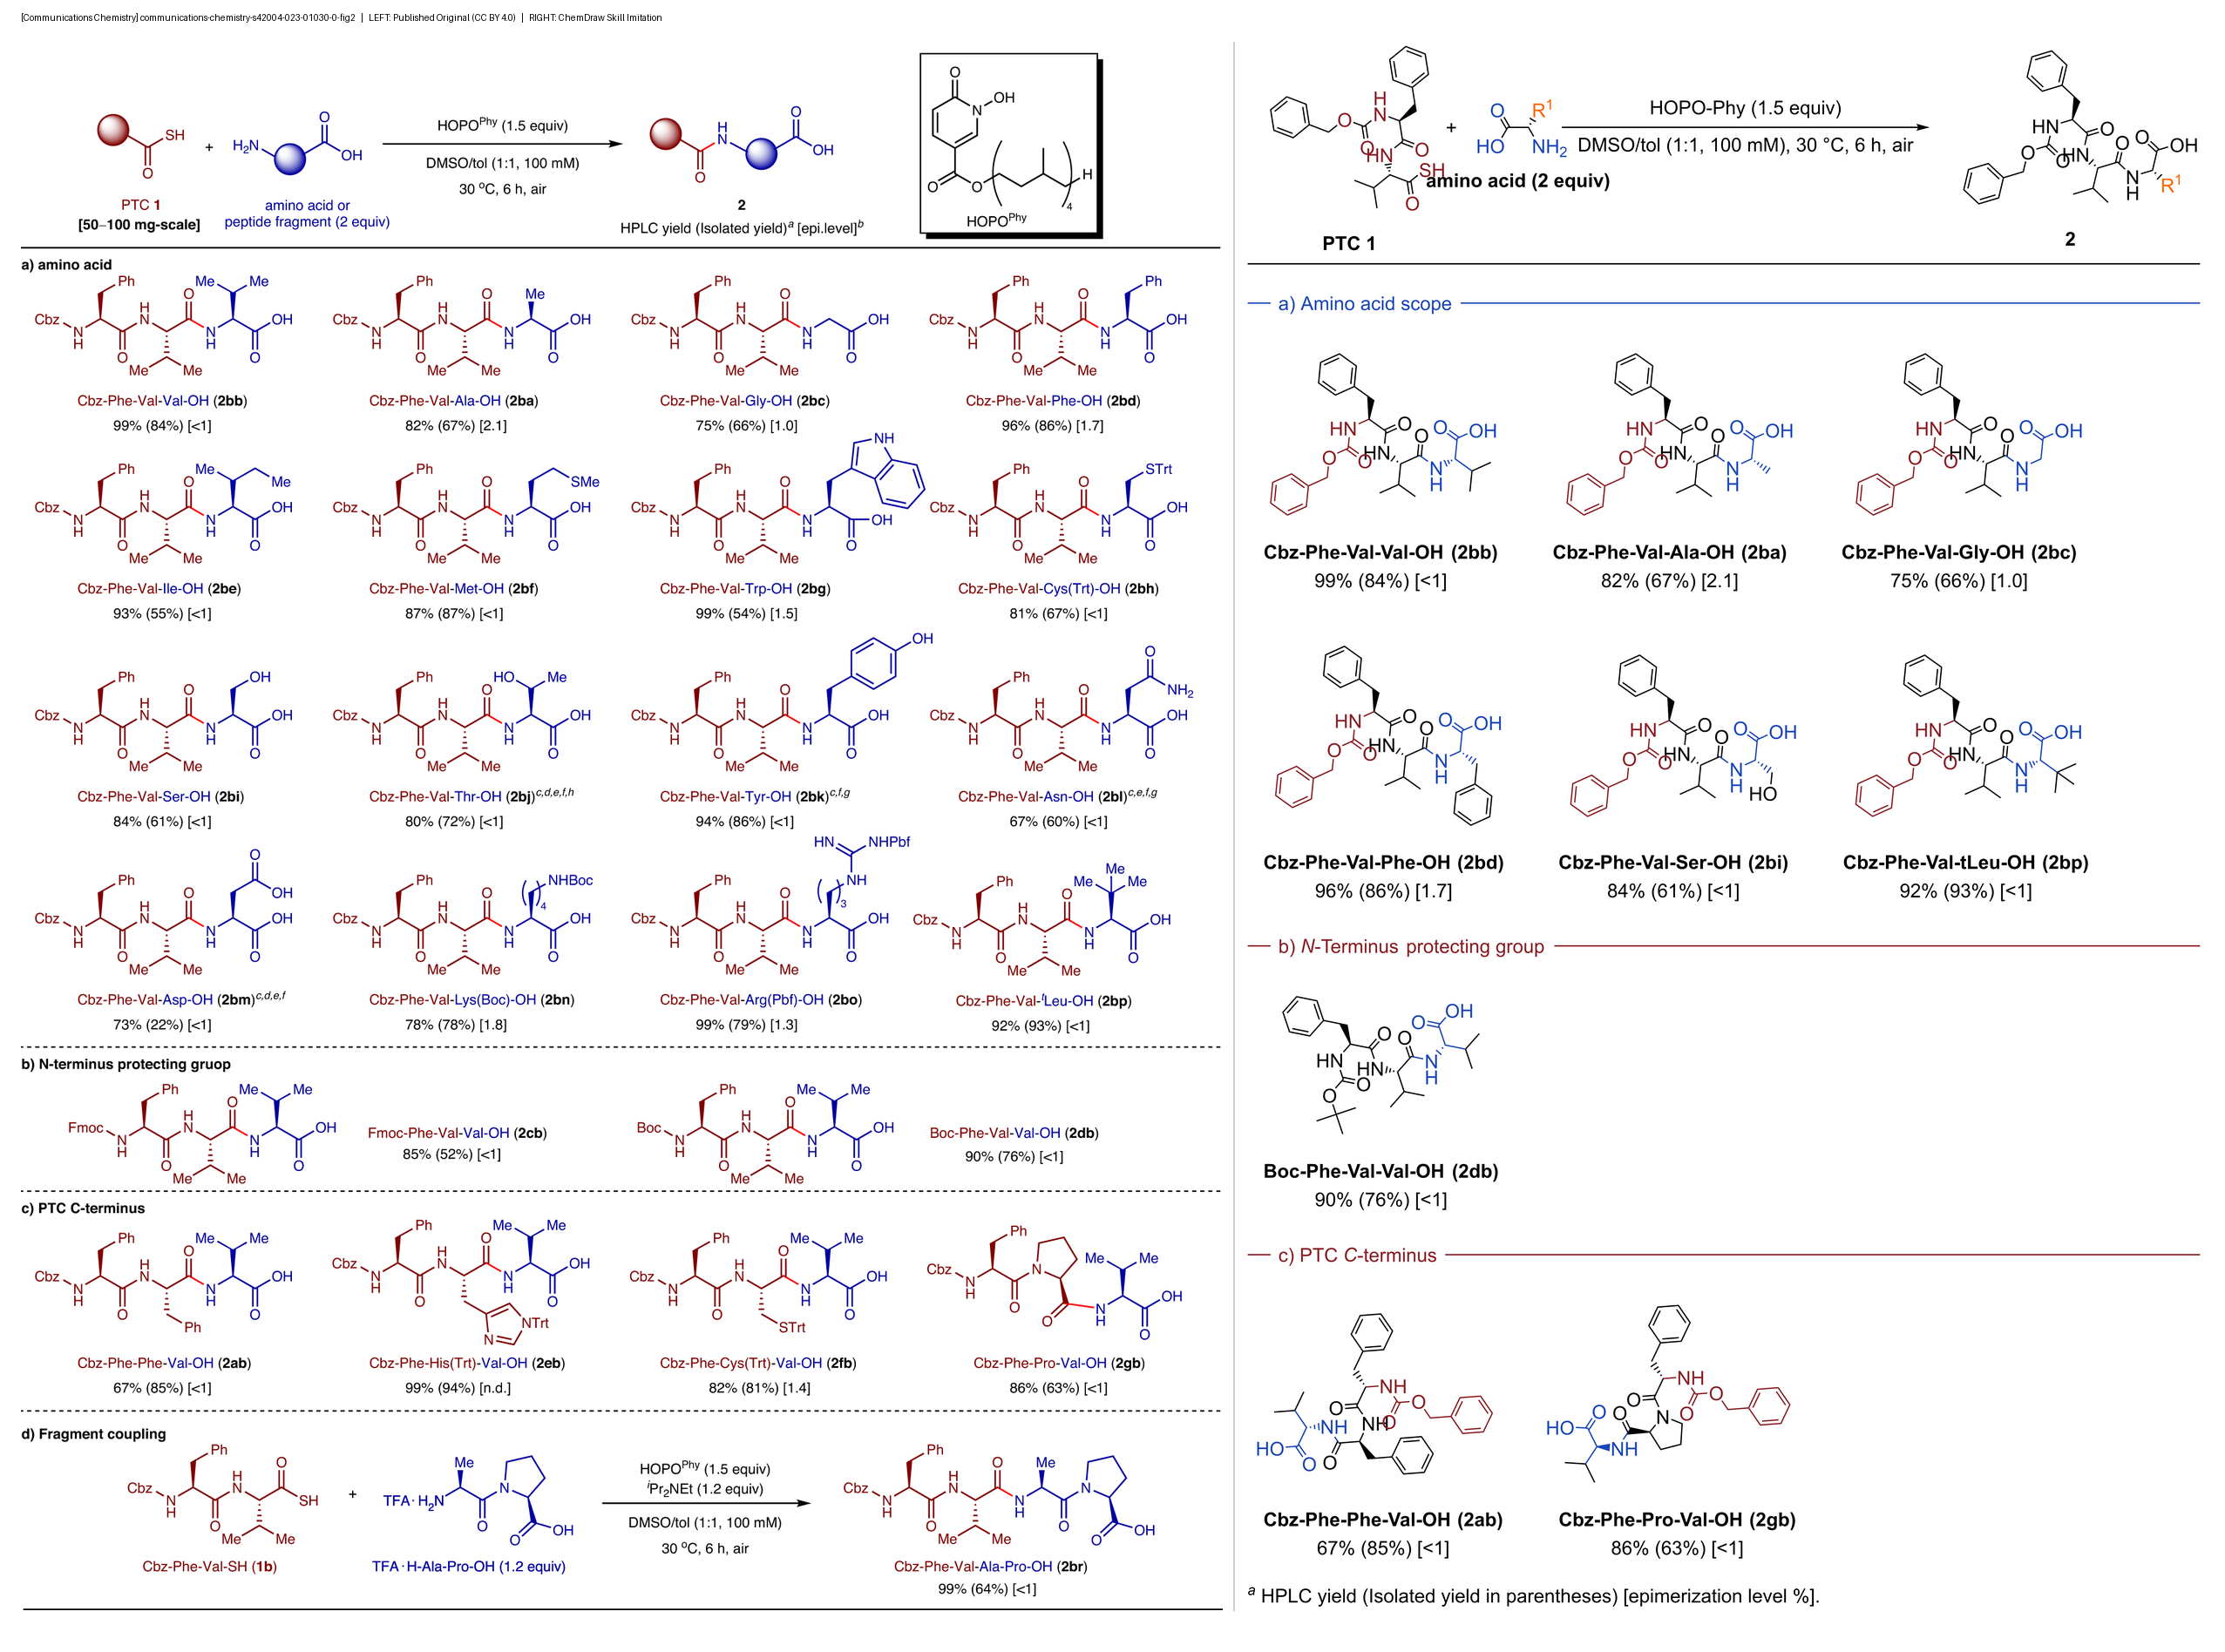 [Communications Chemistry] communications-chemistry-s42004-023-01030-0-fig2 | LEFT: Published Original (CC BY 4.0) | RIGHT: ChemDraw Skill Imitation
SH
O
+
H2N
O
OH
HOPO^Phy (1.5 equiv)
DMSO/tol (1:1, 100 mM)
30 ºC, 6 h, air
O
H
N
O
OH
PTC 1
[50–100 mg-scale]
amino acid or
peptide fragment (2 equiv)
2
HPLC yield (Isolated yield)^a [epi.level]^b
O
N
OH
O
O
H
4
HOPO^Phy
a) amino acid
Cbz-Phe-Val-Val-OH (2bb)
99% (84%) [<1]
Cbz-Phe-Val-Ala-OH (2ba)
82% (67%) [2.1]
Cbz-Phe-Val-Gly-OH (2bc)
75% (66%) [1.0]
Cbz-Phe-Val-Phe-OH (2bd)
96% (86%) [1.7]
Cbz-Phe-Val-Ile-OH (2be)
93% (55%) [<1]
Cbz-Phe-Val-Met-OH (2bf)
87% (87%) [<1]
Cbz-Phe-Val-Trp-OH (2bg)
99% (54%) [1.5]
Cbz-Phe-Val-Cys(Trt)-OH (2bh)
81% (67%) [<1]
Cbz-Phe-Val-Ser-OH (2bi)
84% (61%) [<1]
Cbz-Phe-Val-Thr-OH (2bj)^c,d,e,f,h
80% (72%) [<1]
Cbz-Phe-Val-Tyr-OH (2bk)^c,f,g
94% (86%) [<1]
Cbz-Phe-Val-Asn-OH (2bl)^c,e,f,g
67% (60%) [<1]
Cbz-Phe-Val-Asp-OH (2bm)^c,d,e,f
73% (22%) [<1]
Cbz-Phe-Val-Lys(Boc)-OH (2bn)
78% (78%) [1.8]
Cbz-Phe-Val-Arg(Pbf)-OH (2bo)
99% (79%) [1.3]
Cbz-Phe-Val-^tLeu-OH (2bp)
92% (93%) [<1]
b) N-terminus protecting gruop
Fmoc-Phe-Val-Val-OH (2cb)
85% (52%) [<1]
Boc-Phe-Val-Val-OH (2db)
90% (76%) [<1]
c) PTC C-terminus
Cbz-Phe-Phe-Val-OH (2ab)
67% (85%) [<1]
Cbz-Phe-His(Trt)-Val-OH (2eb)
99% (94%) [n.d.]
Cbz-Phe-Cys(Trt)-Val-OH (2fb)
82% (81%) [1.4]
Cbz-Phe-Pro-Val-OH (2gb)
86% (63%) [<1]
d) Fragment coupling
Cbz-Phe-Val-SH (1b)
+
TFA·H2N
TFA·H-Ala-Pro-OH (1.2 equiv)
HOPO^Phy (1.5 equiv)
^iPr2NEt (1.2 equiv)
DMSO/tol (1:1, 100 mM)
30 ºC, 6 h, air
Cbz-Phe-Val-Ala-Pro-OH (2br)
99% (64%) [<1]
PTC 1
+
amino acid (2 equiv)
HOPO-Phy (1.5 equiv)
DMSO/tol (1:1, 100 mM), 30 °C, 6 h, air
2
a) Amino acid scope
Cbz-Phe-Val-Val-OH (2bb)
99% (84%) [<1]
Cbz-Phe-Val-Ala-OH (2ba)
82% (67%) [2.1]
Cbz-Phe-Val-Gly-OH (2bc)
75% (66%) [1.0]
Cbz-Phe-Val-Phe-OH (2bd)
96% (86%) [1.7]
Cbz-Phe-Val-Ser-OH (2bi)
84% (61%) [<1]
Cbz-Phe-Val-tLeu-OH (2bp)
92% (93%) [<1]
b) N-Terminus protecting group
Boc-Phe-Val-Val-OH (2db)
90% (76%) [<1]
c) PTC C-terminus
Cbz-Phe-Phe-Val-OH (2ab)
67% (85%) [<1]
Cbz-Phe-Pro-Val-OH (2gb)
86% (63%) [<1]
^a HPLC yield (Isolated yield in parentheses) [epimerization level %].